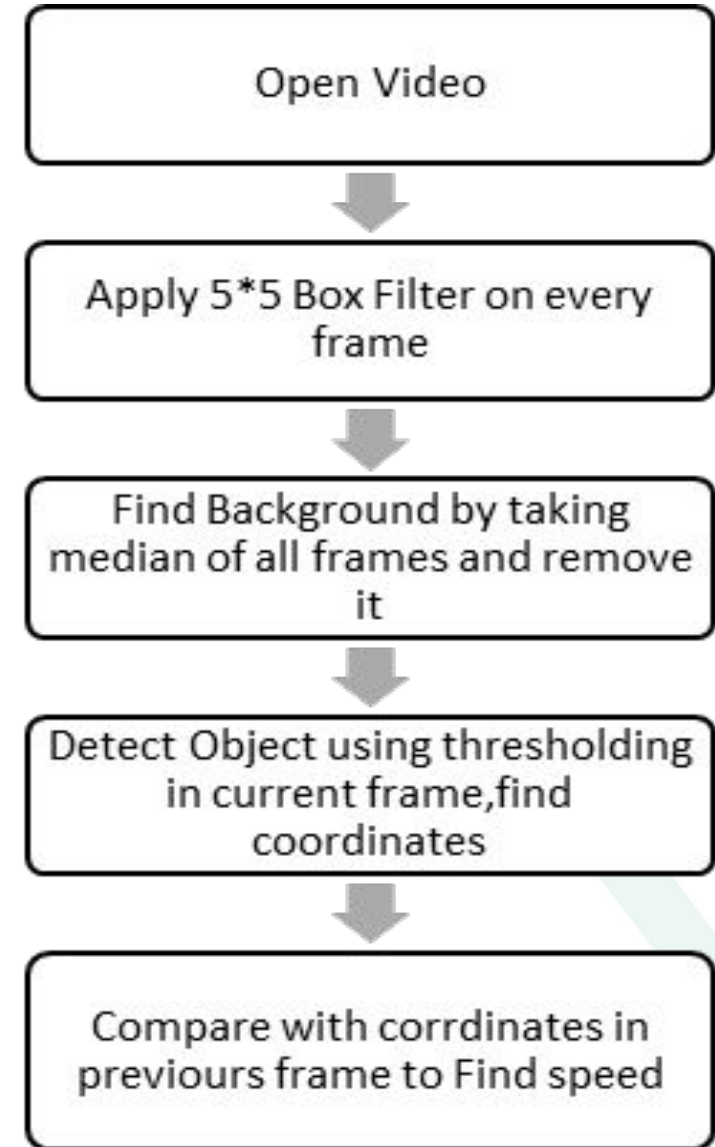 Open Video
Apply 5*5 Box Filter on every
frame
Find Background by taking
median of all frames and remove
it
Detect Object using thresholding
in current frame,find
coordinates
Compare with corrdinates in
previours frame to Find speed